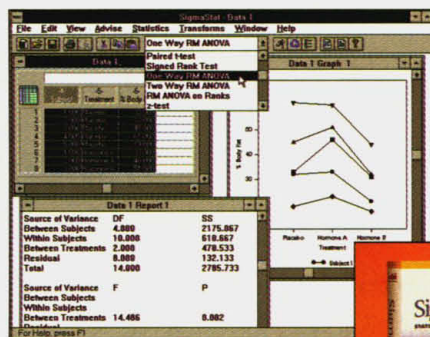 SigmaStat - Data 1
File Edit View Advise Statistics Transforms Window Help
One Way RM ANOVA
Paired t-test
Signed Rank Test
One Way RM ANOVA
Two Way RM ANOVA
RM ANOVA on Ranks
z-test
Data 1
Treatment % Body
Data 1 Graph 1
% Body Fat
Placebo Hormone A Hormone B
Treatment
Subject
Data 1 Report 1
Source of Variance DF SS
Between Subjects 4.000 2175.867
Within Subjects 10.000 610.667
Between Treatments 2.000 478.533
Residual 8.000 132.133
Total 14.000 2785.733
Source of Variance F P
Between Subjects
Within Subjects
Between Treatments 14.486 0.002
Residual
For Help, press F1